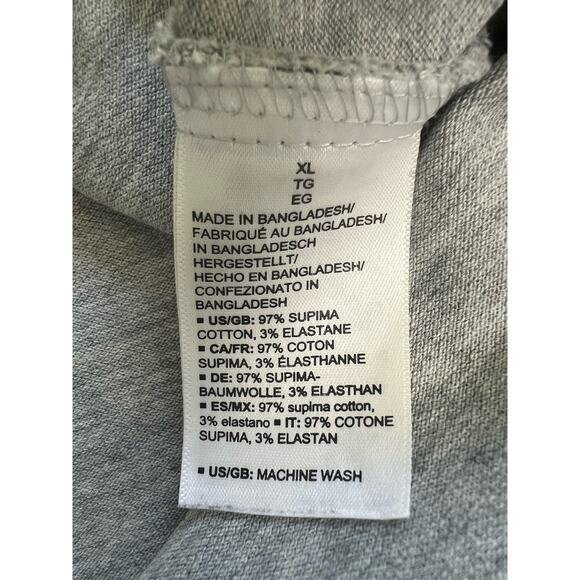 XL
TG
EG
MADE IN BANGLADESH/
FABRIQUÉ AU BANGLADESH/
IN BANGLADESCH
HERGESTELLT/
HECHO EN BANGLADESH/
CONFEZIONATO IN
BANGLADESH
▪ US/GB: 97% SUPIMA
COTTON, 3% ELASTANE
▪ CA/FR: 97% COTON
SUPIMA, 3% ÉLASTHANNE
▪ DE: 97% SUPIMA-
BAUMWOLLE, 3% ELASTHAN
▪ ES/MX: 97% supima cotton,
3% elastano ▪ IT: 97% COTONE
SUPIMA, 3% ELASTAN
▪ US/GB: MACHINE WASH